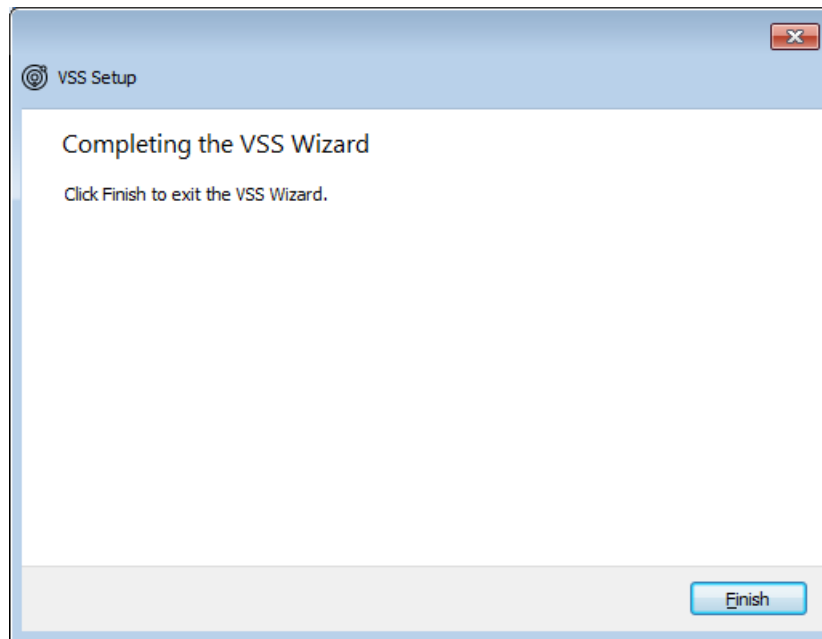 VSS Setup
Completing the VSS Wizard
Click Finish to exit the VSS Wizard.
Finish